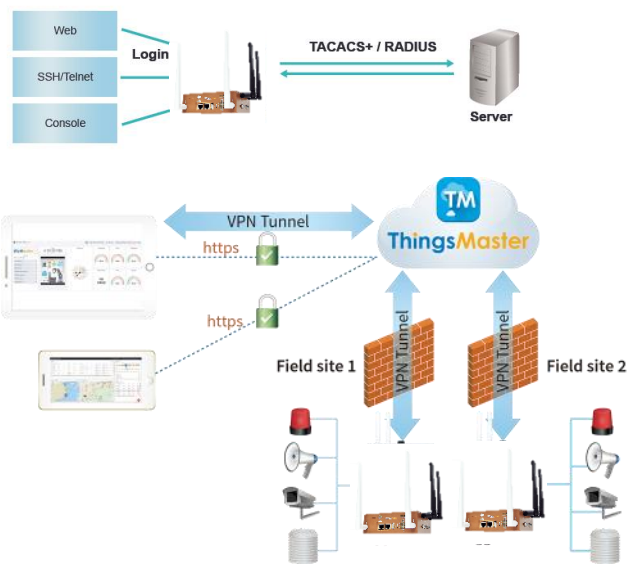 Web
Login
TACACS+ / RADIUS
SSH/Telnet
Console
Server
TM
VPN Tunnel
ThingsMaster
https
https
VPN Tunnel
VPN Tunnel
Field site 1
Field site 2